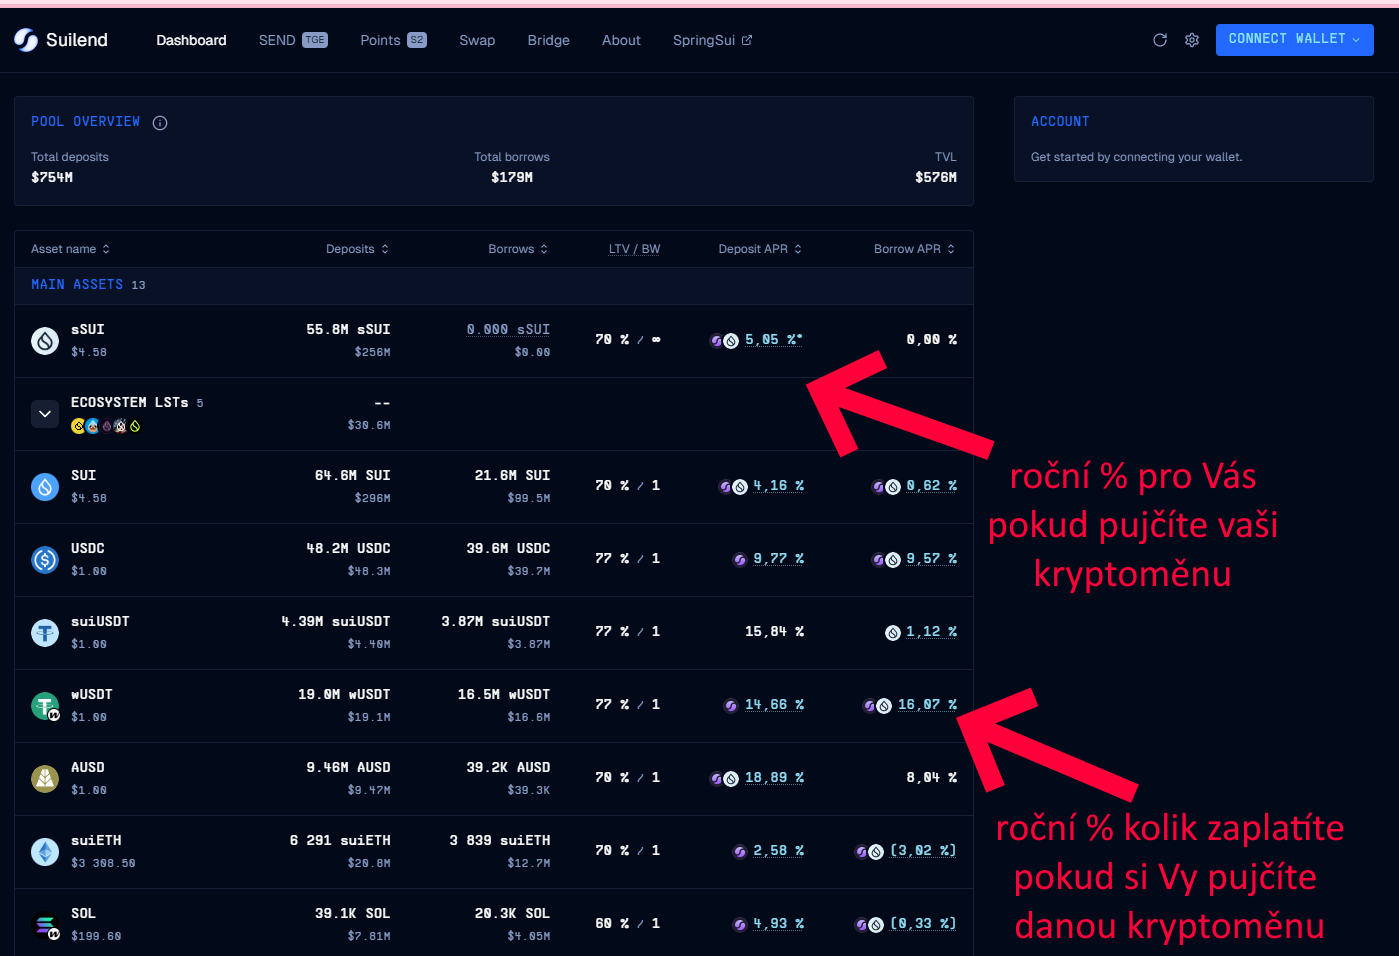 Suilend
Dashboard
SEND TGE
Points S2
Swap
Bridge
About
SpringSui
CONNECT WALLET
POOL OVERVIEW
Total deposits
$754M
Total borrows
$179M
TVL
$576M
ACCOUNT
Get started by connecting your wallet.
Asset name Deposits Borrows LTV / BW Deposit APR Borrow APR
MAIN ASSETS 13
sSUI 55.8M sSUI 0.000 sSUI 70 % / ∞ 5,05 %* 0,00 %
$4.58 $256M $0.00
ECOSYSTEM LSTs 5 --
$30.6M
SUI 64.6M SUI 21.6M SUI 70 % / 1 4,16 % 0,62 %
$4.58 $296M $99.5M
USDC 48.2M USDC 39.6M USDC 77 % / 1 9,77 % 9,57 %
$1.00 $48.3M $39.7M
suiUSDT 4.39M suiUSDT 3.87M suiUSDT 77 % / 1 15,84 % 1,12 %
$1.00 $4.40M $3.87M
wUSDT 19.0M wUSDT 16.5M wUSDT 77 % / 1 14,66 % 16,07 %
$1.00 $19.1M $16.6M
AUSD 9.46M AUSD 39.2K AUSD 70 % / 1 18,89 % 8,04 %
$1.00 $9.47M $39.3K
suiETH 6 291 suiETH 3 839 suiETH 70 % / 1 2,58 % (3,02 %)
$3 308.50 $20.8M $12.7M
SOL 39.1K SOL 20.3K SOL 60 % / 1 4,93 % (0,33 %)
$199.60 $7.81M $4.05M
roční % pro Vás
pokud pujčíte vaši
kryptoměnu
roční % kolik zaplatíte
pokud si Vy pujčíte
danou kryptoměnu